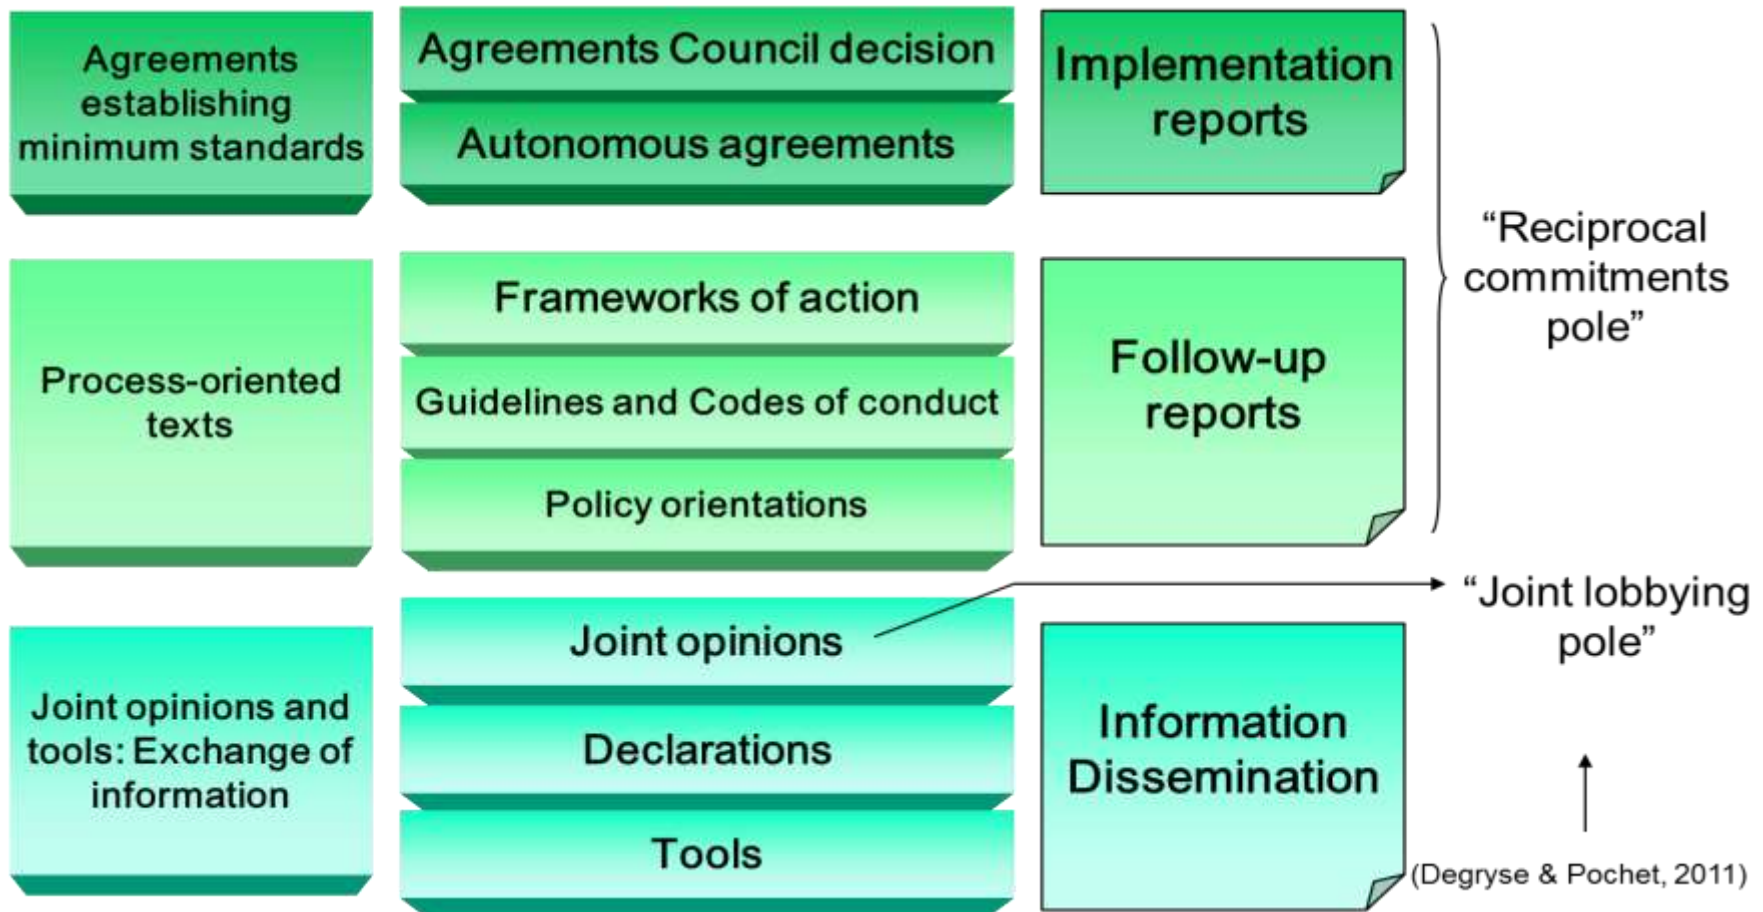 Agreements
establishing
minimum standards
Agreements Council decision
Autonomous agreements
Implementation
reports
“Reciprocal
commitments
pole”
Process-oriented
texts
Frameworks of action
Guidelines and Codes of conduct
Policy orientations
Follow-up
reports
Joint opinions and
tools: Exchange of
information
Joint opinions
Declarations
Tools
Information
Dissemination
“Joint lobbying
pole”
(Degryse & Pochet, 2011)